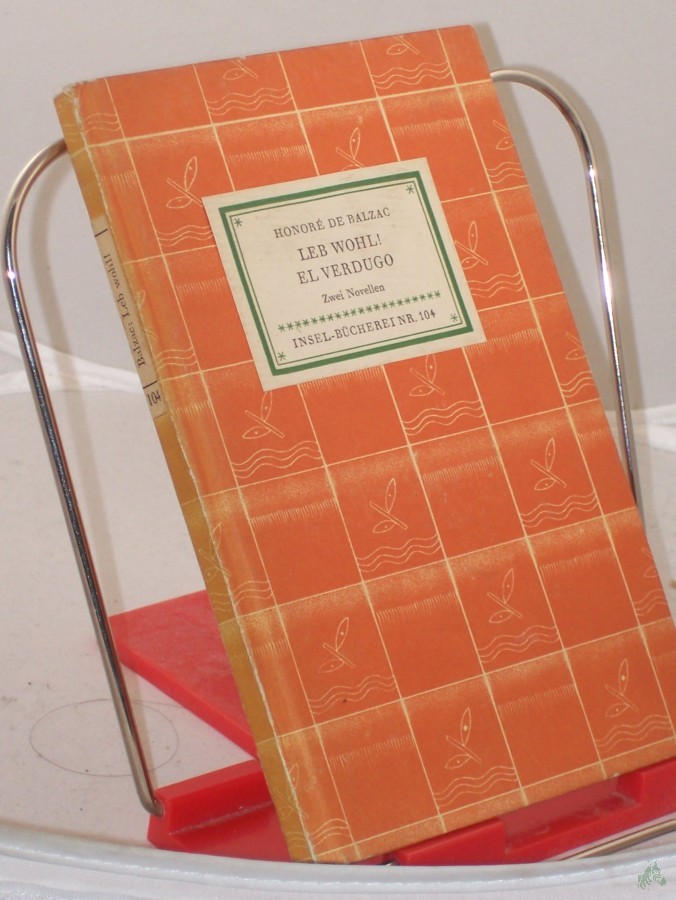 HONORÉ DE BALZAC
LEB WOHL!
EL VERDUGO
Zwei Novellen
INSEL-BÜCHEREI NR. 104
Balzac: Leb wohl!
104